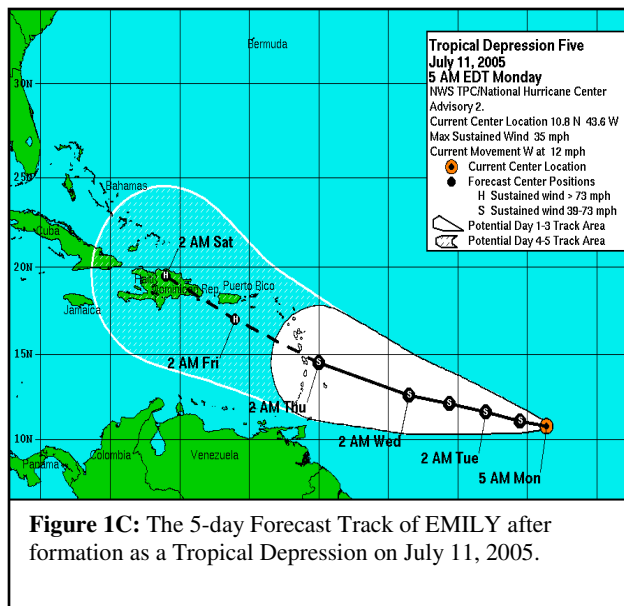 Bermuda
30N
25N
20N
15N
10N
Tropical Depression Five
July 11, 2005
5 AM EDT Monday
NWS TPC/National Hurricane Center
Advisory 2.
Current Center Location 10.8 N 43.6 W
Max Sustained Wind 35 mph
Current Movement W at 12 mph
Current Center Location
Forecast Center Positions
H Sustained wind > 73 mph
S Sustained wind 39-73 mph
Potential Day 1-3 Track Area
Potential Day 4-5 Track Area
Bahamas
Cuba
2 AM Sat
H
Haiti
Dominican Rep
Puerto Rico
Jamaica
H
2 AM Fri
S
2 AM Thu
S
S
S
S
2 AM Wed
2 AM Tue
5 AM Mon
Panama
Colombia
Venezuela
Figure 1C: The 5-day Forecast Track of EMILY after
formation as a Tropical Depression on July 11, 2005.